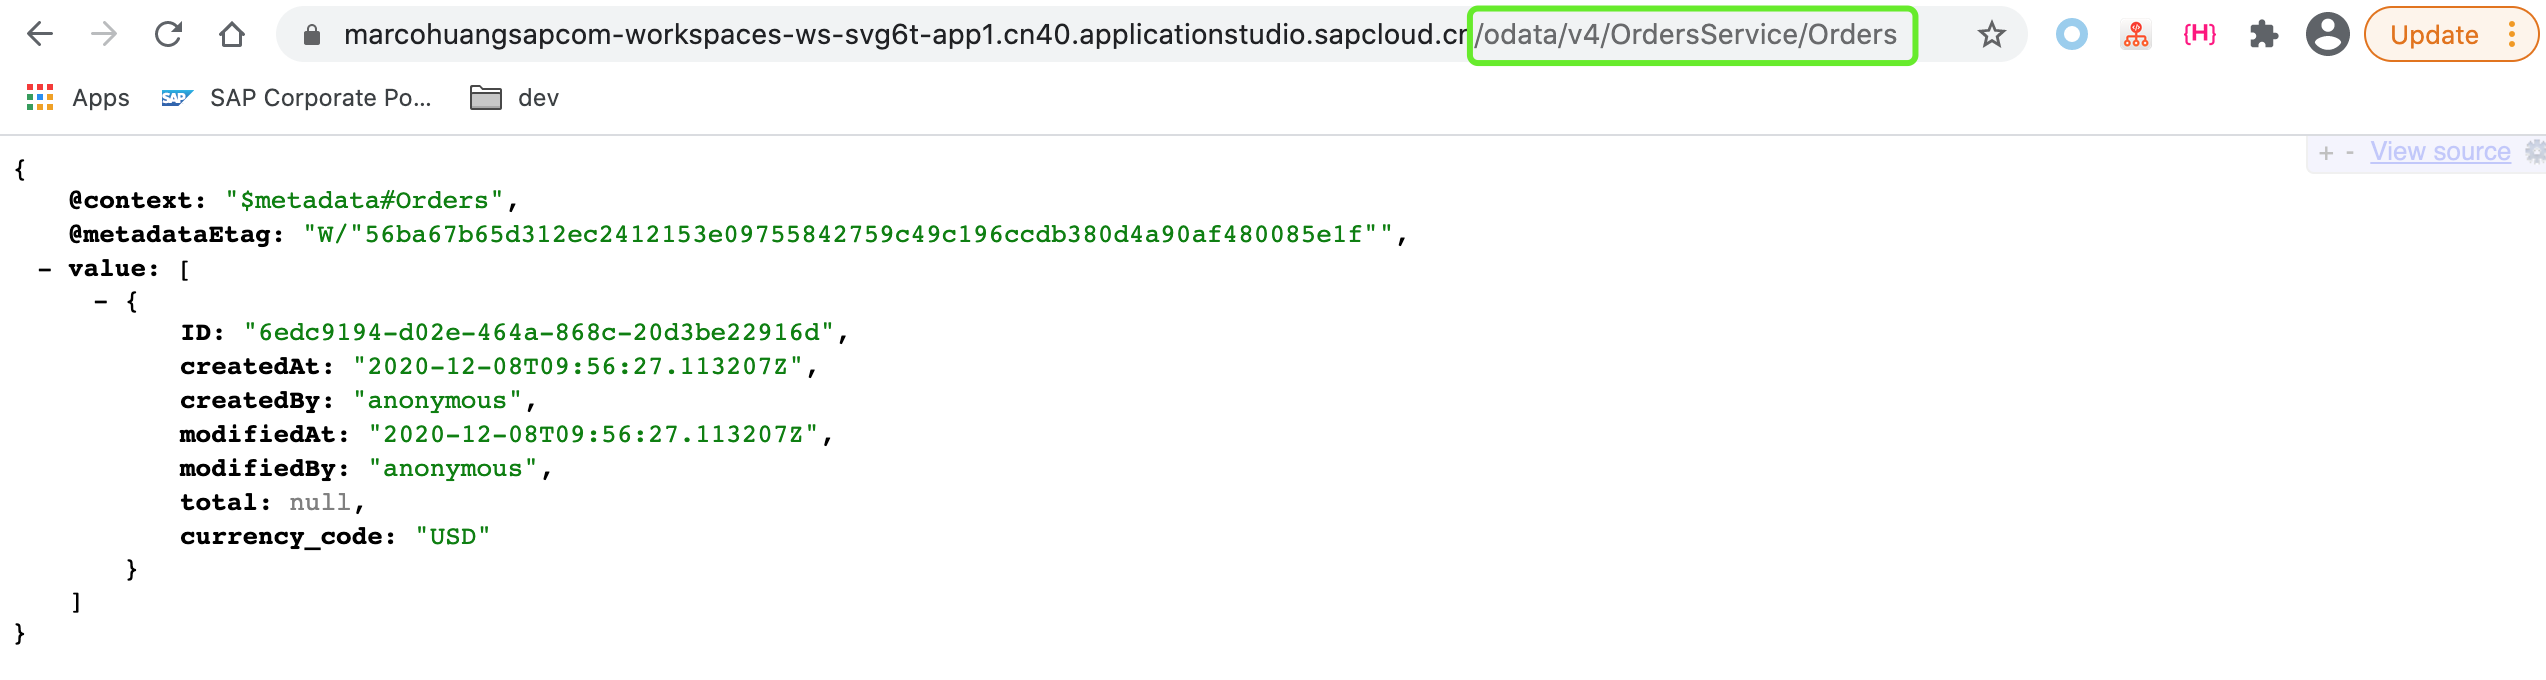 marcohuangsapcom-workspaces-ws-svg6t-app1.cn40.applicationstudio.sapcloud.cn/odata/v4/OrdersService/Orders {H} Update
Apps SAP SAP Corporate Po... dev
+ - View source
{
@context: "$metadata#Orders",
@metadataEtag: "W/"56ba67b65d312ec2412153e09755842759c49c196ccdb380d4a90af480085e1f"",
- value: [
- {
ID: "6edc9194-d02e-464a-868c-20d3be22916d",
createdAt: "2020-12-08T09:56:27.113207Z",
createdBy: "anonymous",
modifiedAt: "2020-12-08T09:56:27.113207Z",
modifiedBy: "anonymous",
total: null,
currency_code: "USD"
}
]
}